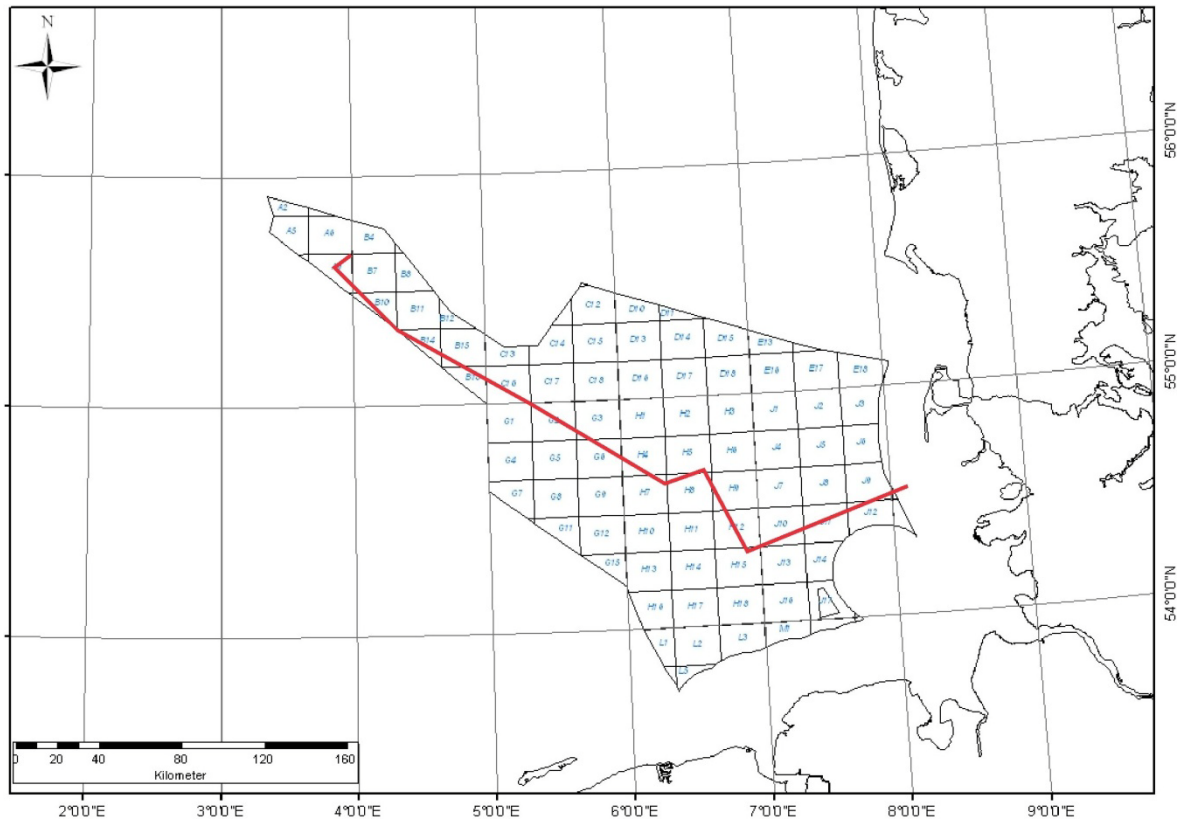 N
A2
A5 A6 B4
B7 B8
B10 B11 B12
B14 B15
C12 D10 D11
C13 C14 C15 D13 D14 D15 E13
C16 C17 C18 D16 D17 D18 E16 E17 E18
G1 G3 H1 H2 H3 J1 J2 J3
G4 G5 G6 H4 H5 H6 J4 J5 J6
G7 G8 G9 H7 H8 H9 J7 J8 J9
G11 G12 H10 H11 H12 J10 J12
G15 H13 H14 H15 J13 J14
H16 H17 H18 J16 J17
L1 L2 L3 M1
L5
56°0'0"N
55°0'0"N
54°0'0"N
0 20 40 80 120 160
Kilometer
2°0'0"E 3°0'0"E 4°0'0"E 5°0'0"E 6°0'0"E 7°0'0"E 8°0'0"E 9°0'0"E